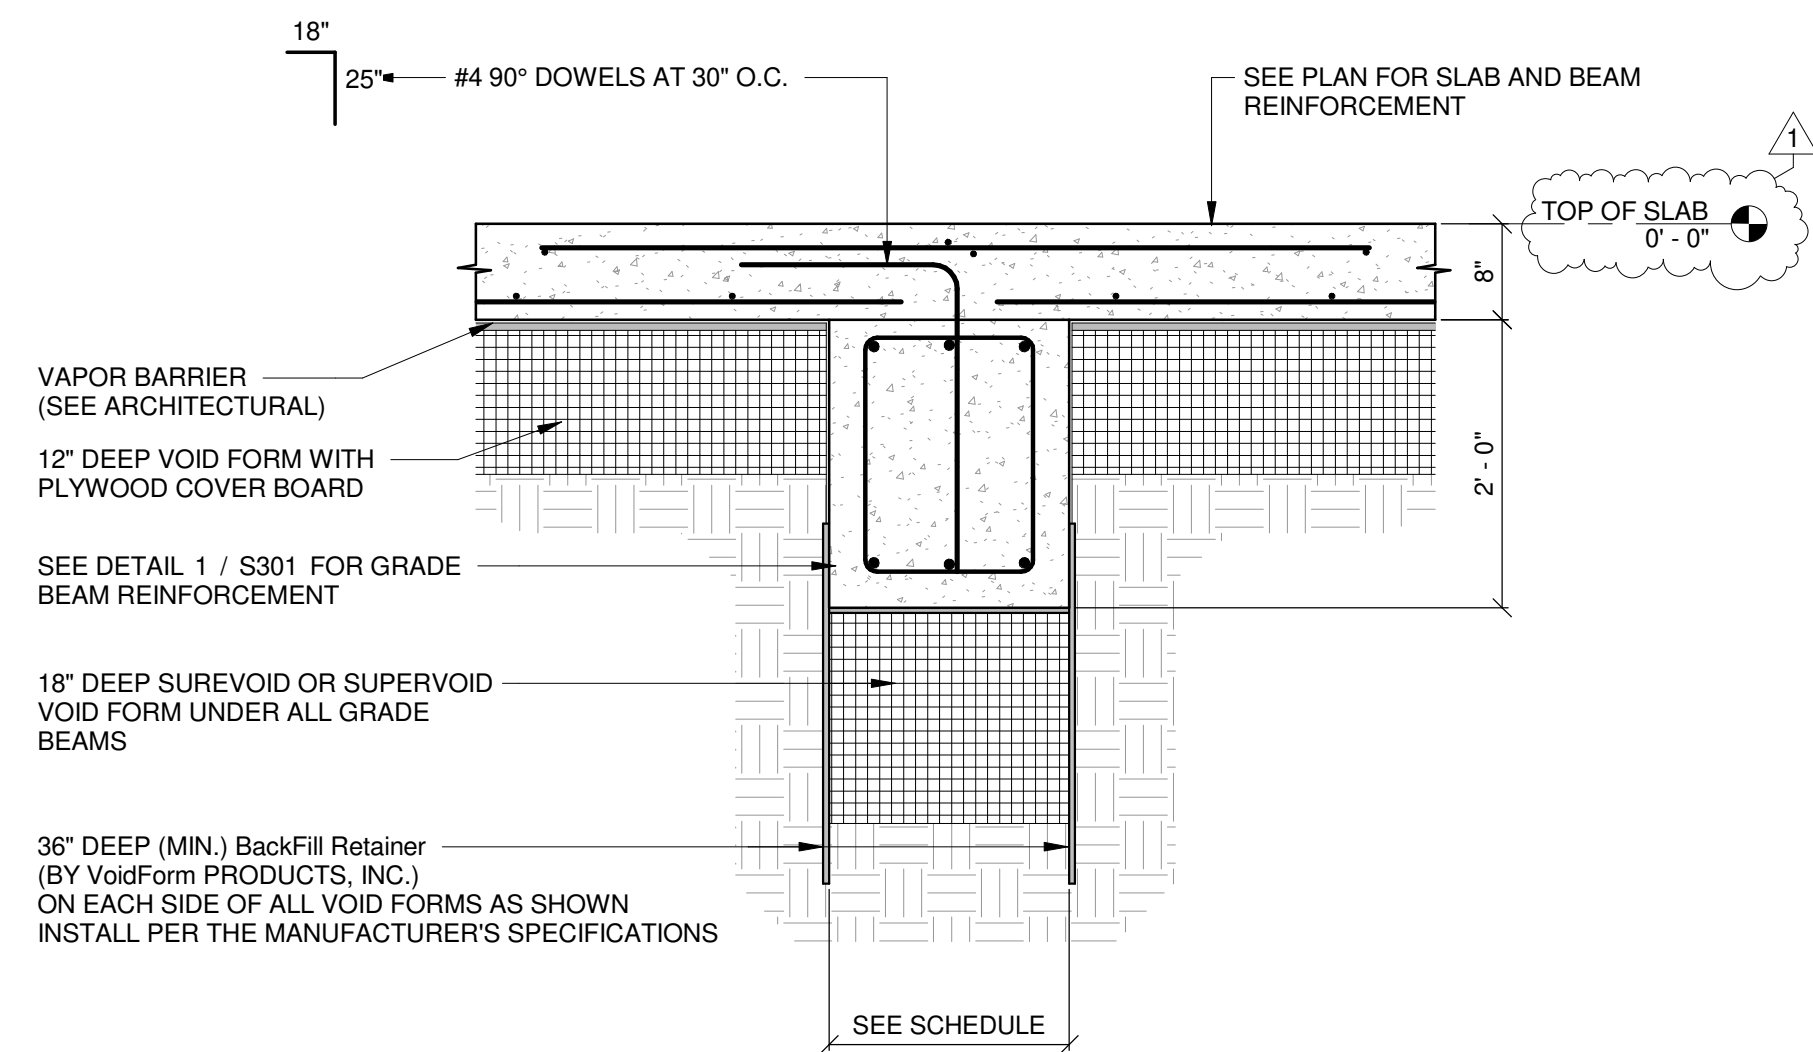 18"
25"
#4 90° DOWELS AT 30" O.C.
SEE PLAN FOR SLAB AND BEAM
REINFORCEMENT
1
TOP OF SLAB
0' - 0"
8"
VAPOR BARRIER
(SEE ARCHITECTURAL)
12" DEEP VOID FORM WITH
PLYWOOD COVER BOARD
2' - 0"
SEE DETAIL 1 / S301 FOR GRADE
BEAM REINFORCEMENT
18" DEEP SUREVOID OR SUPERVOID
VOID FORM UNDER ALL GRADE
BEAMS
36" DEEP (MIN.) BackFill Retainer
(BY VoidForm PRODUCTS, INC.)
ON EACH SIDE OF ALL VOID FORMS AS SHOWN
INSTALL PER THE MANUFACTURER'S SPECIFICATIONS
SEE SCHEDULE